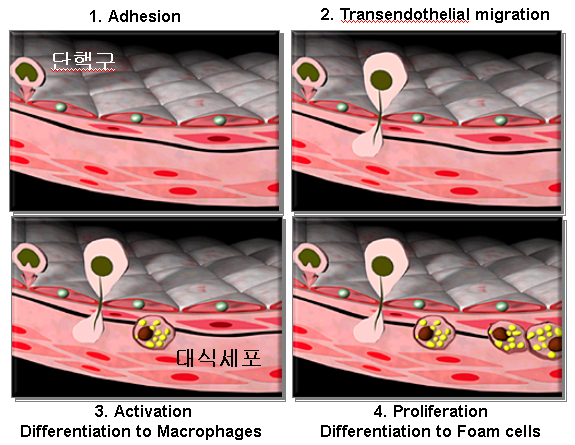 1. Adhesion
2. Transendothelial migration
단핵구
대식세포
3. Activation
Differentiation to Macrophages
4. Proliferation
Differentiation to Foam cells